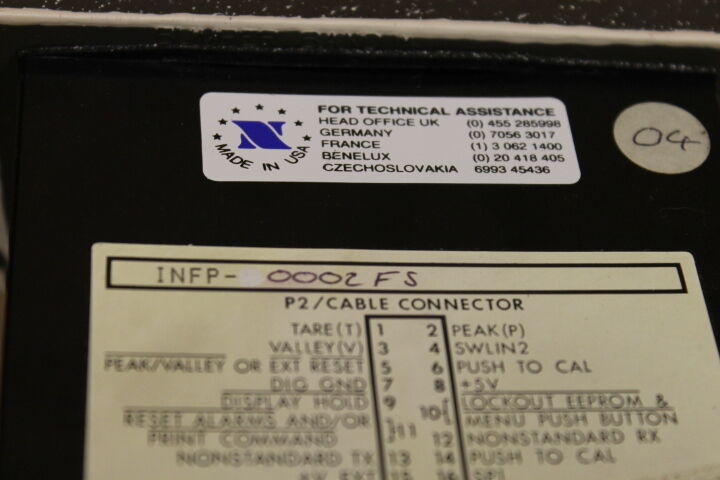 FOR TECHNICAL ASSISTANCE
HEAD OFFICE UK (0) 455 285998
GERMANY (0) 7056 3017
FRANCE (1) 3 062 1400
BENELUX (0) 20 418 405
CZECHOSLOVAKIA 6993 45436
N
MADE IN USA
04
INFP- 0002FS
P2/CABLE CONNECTOR
TARE(T) 1 2 PEAK(P)
VALLEY(V) 3 4 SWLIN2
PEAK/VALLEY OR EXT RESET 5 6 PUSH TO CAL
DIG GND 7 8 +5V
DISPLAY HOLD 9 10 LOCKOUT EEPROM &
RESET ALARMS AND/OR MENU PUSH BUTTON
PRINT COMMAND 11 12 NONSTANDARD RX
NONSTANDARD TX 13 14 PUSH TO CAL
15 16